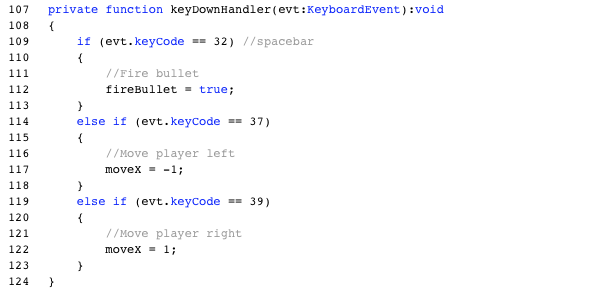 107 private function keyDownHandler(evt:KeyboardEvent):void
108 {
109     if (evt.keyCode == 32) //spacebar
110     {
111         //Fire bullet
112         fireBullet = true;
113     }
114     else if (evt.keyCode == 37)
115     {
116         //Move player left
117         moveX = -1;
118     }
119     else if (evt.keyCode == 39)
120     {
121         //Move player right
122         moveX = 1;
123     }
124 }